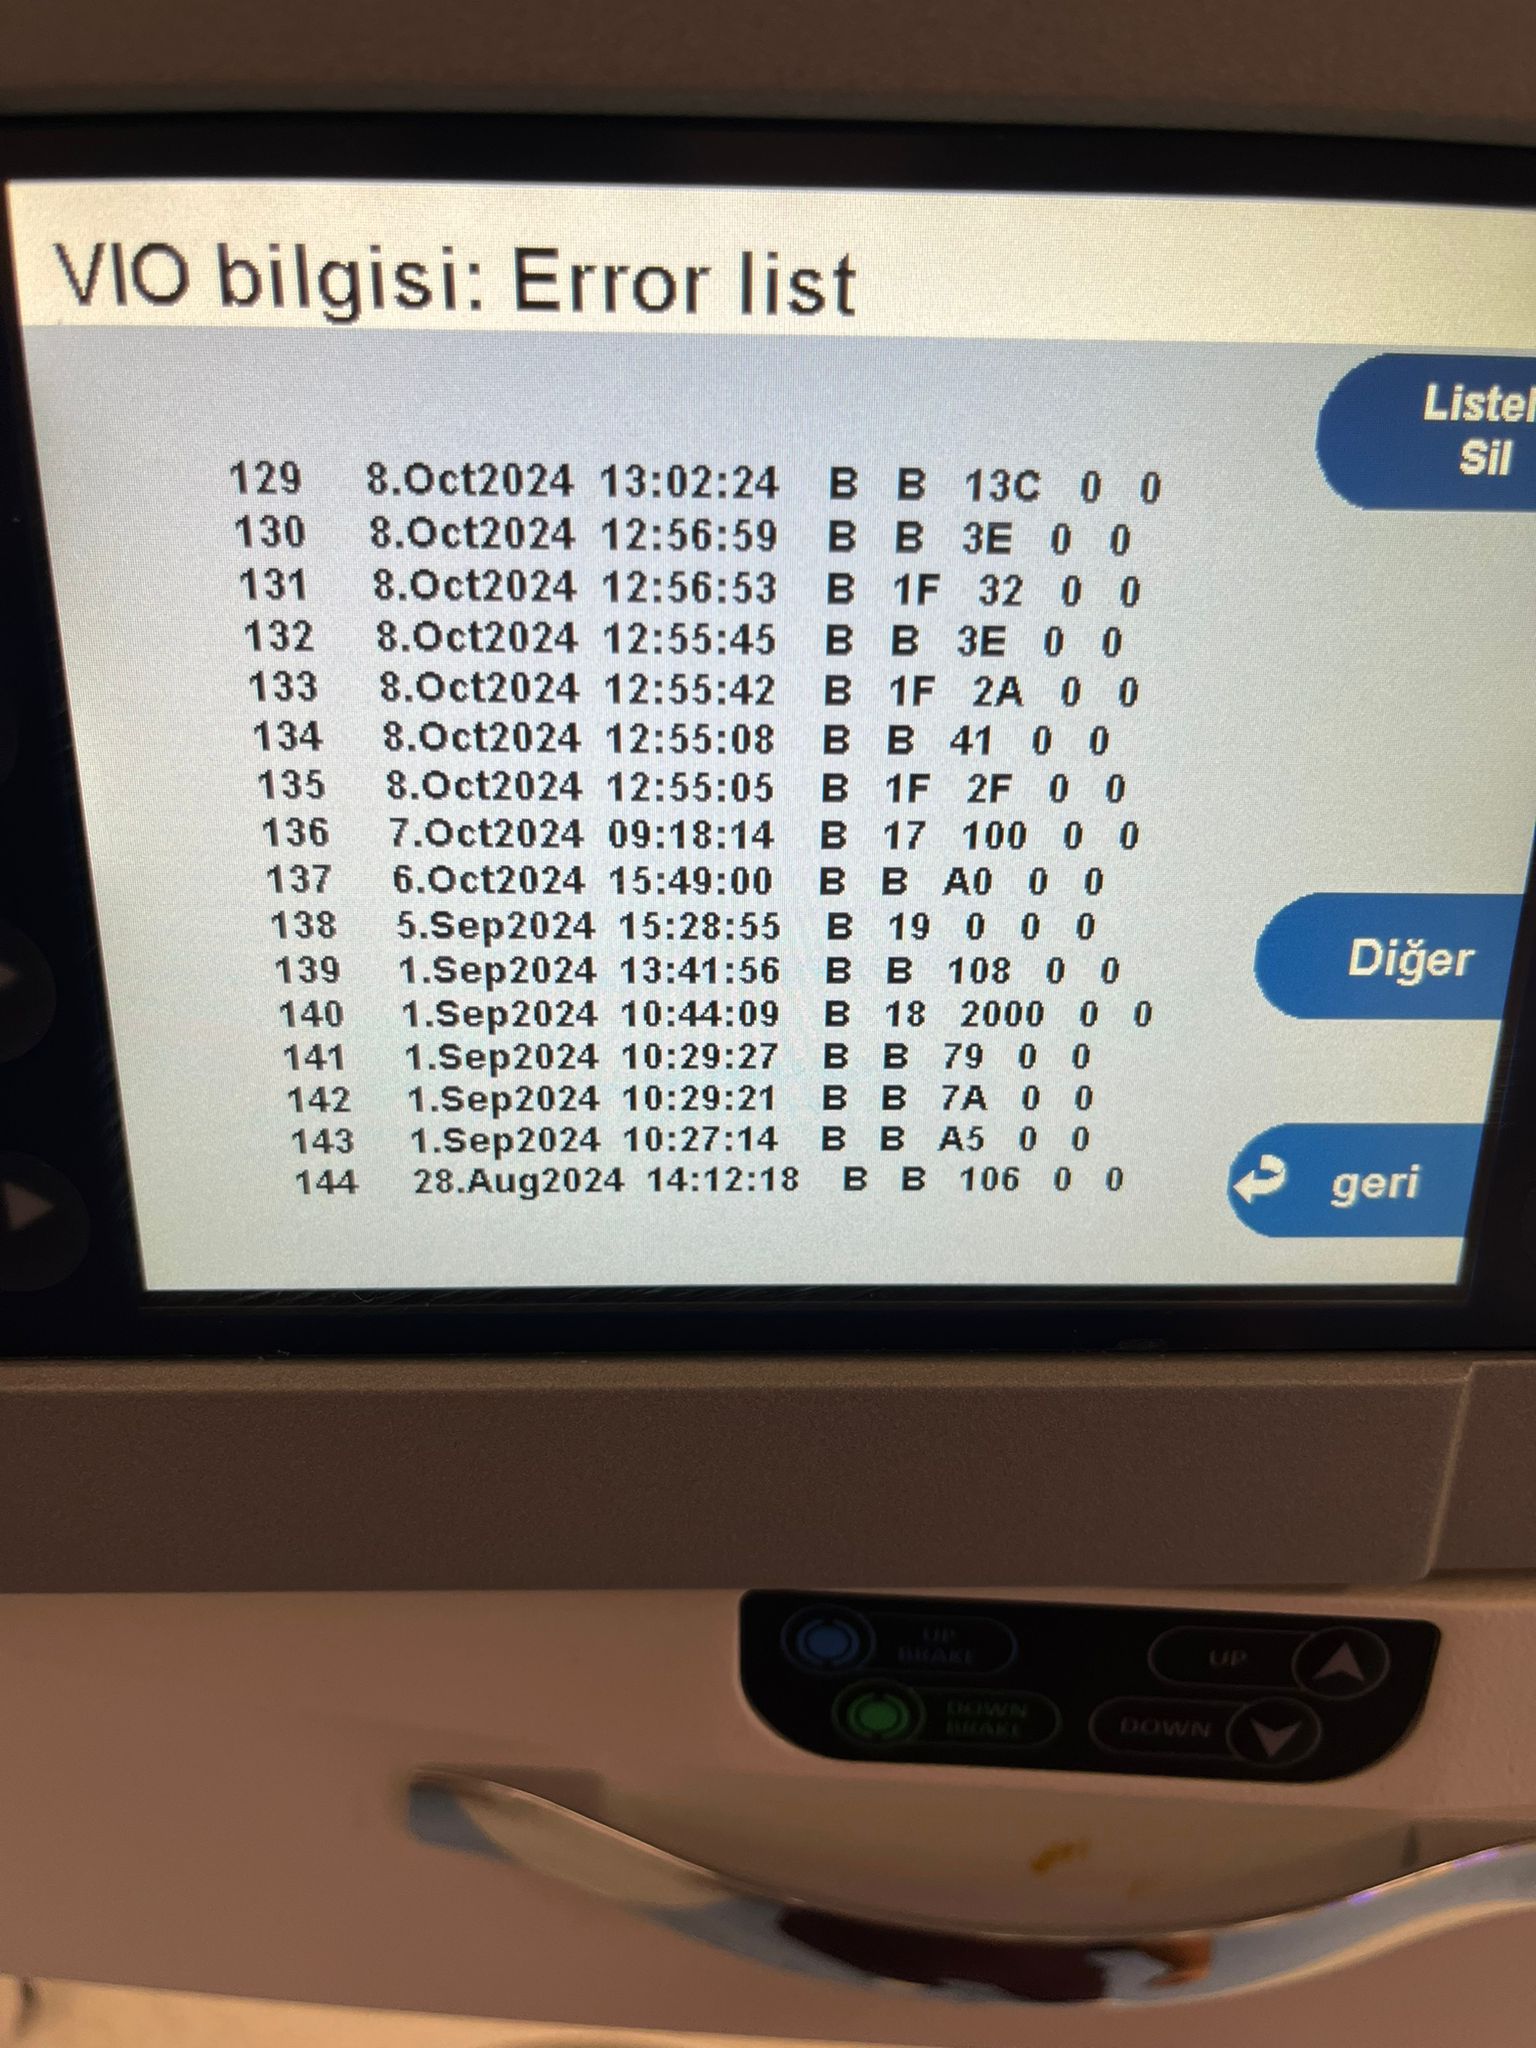 VIO bilgisi: Error list
Listel
Sil
129 8.Oct2024 13:02:24 B B 13C 0 0
130 8.Oct2024 12:56:59 B B 3E 0 0
131 8.Oct2024 12:56:53 B 1F 32 0 0
132 8.Oct2024 12:55:45 B B 3E 0 0
133 8.Oct2024 12:55:42 B 1F 2A 0 0
134 8.Oct2024 12:55:08 B B 41 0 0
135 8.Oct2024 12:55:05 B 1F 2F 0 0
136 7.Oct2024 09:18:14 B 17 100 0 0
137 6.Oct2024 15:49:00 B B A0 0 0
138 5.Sep2024 15:28:55 B 19 0 0 0
139 1.Sep2024 13:41:56 B B 108 0 0
140 1.Sep2024 10:44:09 B 18 2000 0 0
141 1.Sep2024 10:29:27 B B 79 0 0
142 1.Sep2024 10:29:21 B B 7A 0 0
143 1.Sep2024 10:27:14 B B A5 0 0
144 28.Aug2024 14:12:18 B B 106 0 0
Diğer
geri
UP
BRAKE
UP
DOWN
BRAKE
DOWN